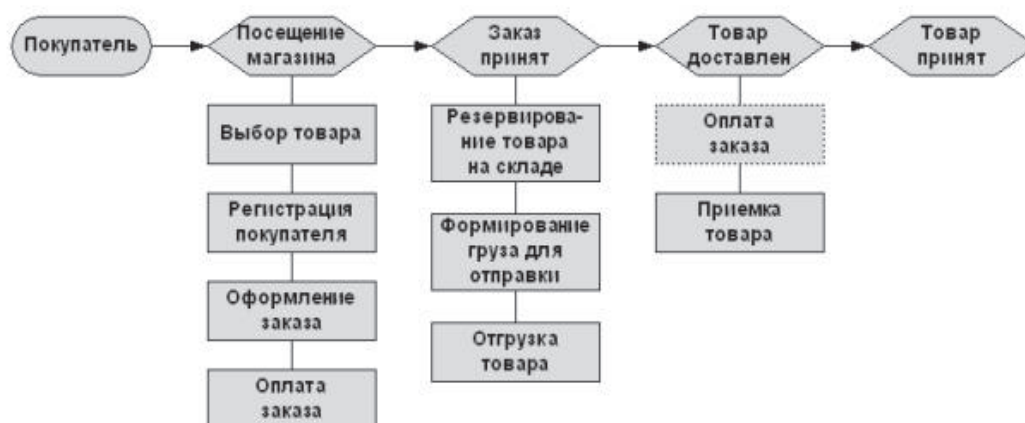 Покупатель
Посещение
магазина
Заказ
принят
Товар
доставлен
Товар
принят
Выбор товара
Регистрация
покупателя
Оформление
заказа
Оплата
заказа
Резервирова-
ние товара
на складе
Формирование
груза для
отправки
Отгрузка
товара
Оплата
заказа
Приемка
товара